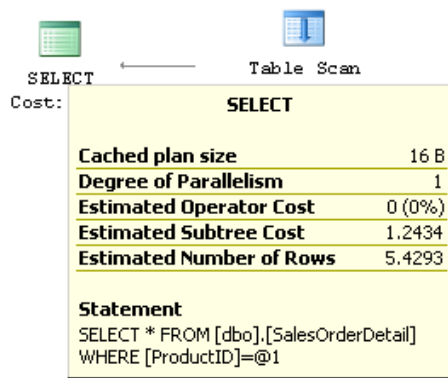 SELECT
Table Scan
Cost:
SELECT
Cached plan size 16 B
Degree of Parallelism 1
Estimated Operator Cost 0 (0%)
Estimated Subtree Cost 1.2434
Estimated Number of Rows 5.4293
Statement
SELECT * FROM [dbo].[SalesOrderDetail]
WHERE [ProductID]=@1